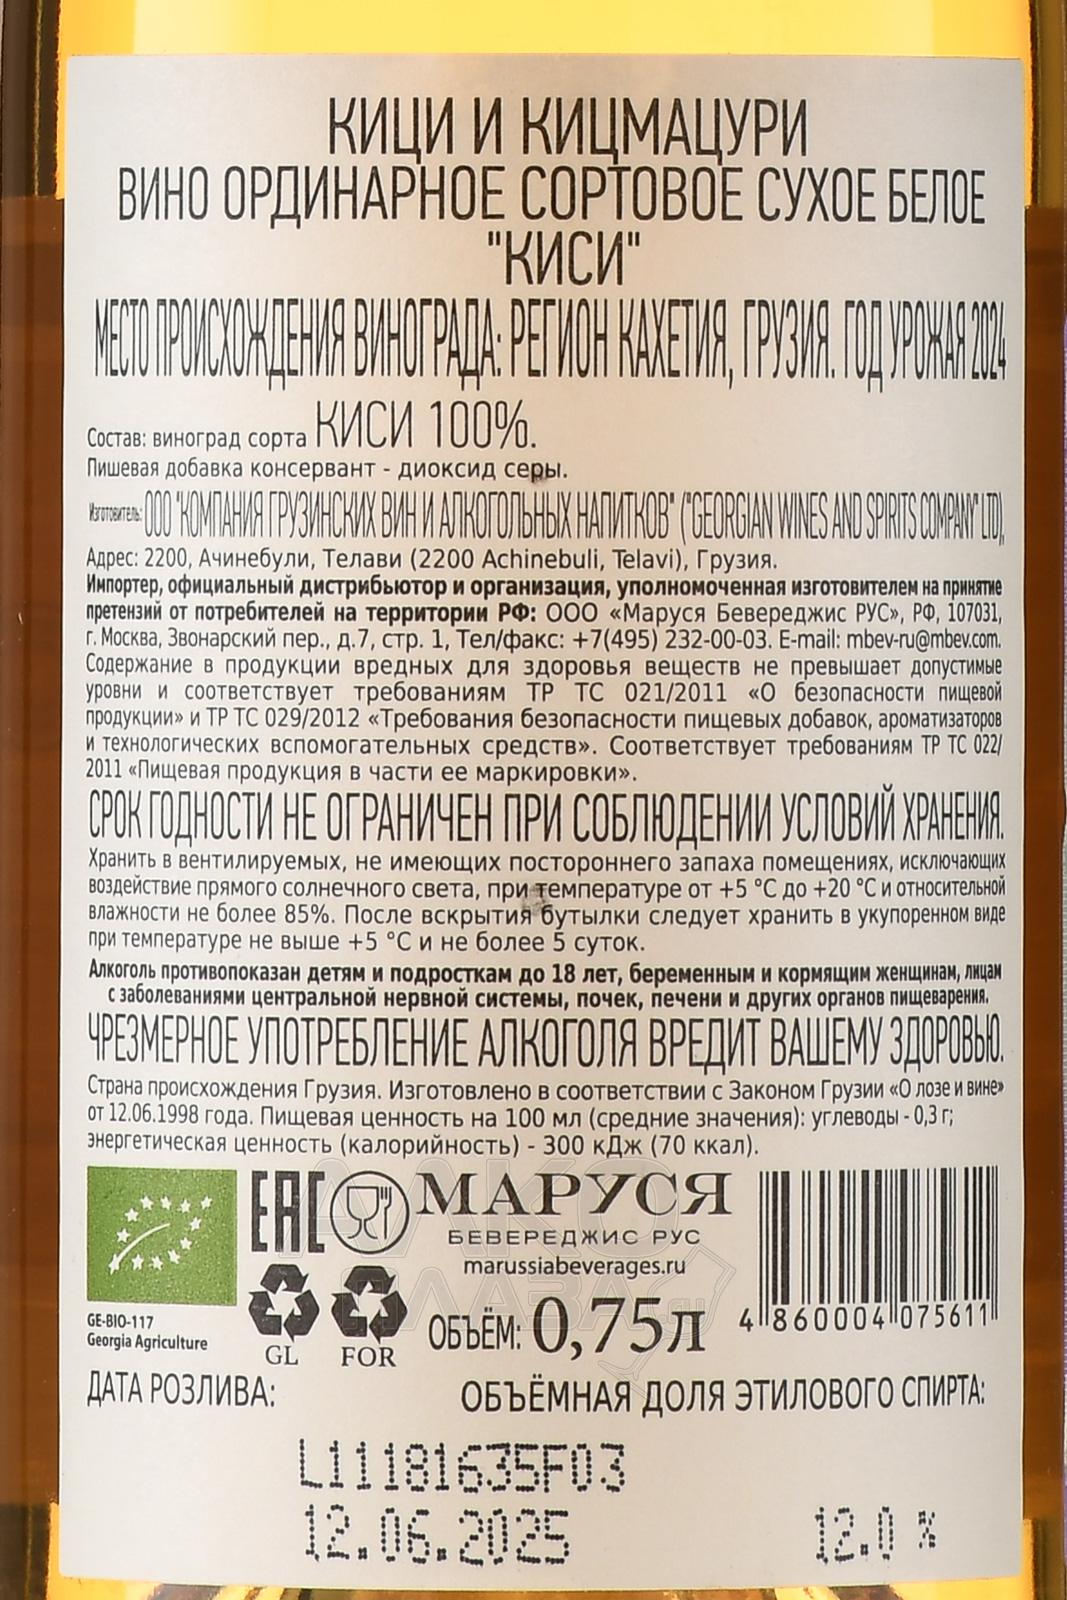 КИЦИ И КИЦМАЦУРИ
ВИНО ОРДИНАРНОЕ СОРТОВОЕ СУХОЕ БЕЛОЕ
"КИСИ"
МЕСТО ПРОИСХОЖДЕНИЯ ВИНОГРАДА: РЕГИОН КАХЕТИЯ, ГРУЗИЯ. ГОД УРОЖАЯ 2024
Состав: виноград сорта КИСИ 100%.
Пишевая добавка консервант - диоксид серы.
Изготовитель: ООО "КОМПАНИЯ ГРУЗИНСКИХ ВИН И АЛКОГОЛЬНЫХ НАПИТКОВ" ("GEORGIAN WINES AND SPIRITS COMPANY" LTD),
Адрес: 2200, Ачинебули, Телави (2200 Achinebuli, Telavi), Грузия.
Импортер, официальный дистрибьютор и организация, уполномоченная изготовителем на принятие
претензий от потребителей на территории РФ: ООО «Маруся Бевереджис РУС», РФ, 107031,
г. Москва, Звонарский пер., д.7, стр. 1, Тел/факс: +7(495) 232-00-03. E-mail: mbev-ru@mbev.com.
Содержание в продукции вредных для здоровья веществ не превышает допустимые
уровни и соответствует требованиям ТР ТС 021/2011 «О безопасности пищевой
продукции» и ТР ТС 029/2012 «Требования безопасности пищевых добавок, ароматизаторов
и технологических вспомогательных средств». Соответствует требованиям ТР ТС 022/
2011 «Пищевая продукция в части ее маркировки».
СРОК ГОДНОСТИ НЕ ОГРАНИЧЕН ПРИ СОБЛЮДЕНИИ УСЛОВИЙ ХРАНЕНИЯ.
Хранить в вентилируемых, не имеющих постороннего запаха помещениях, исключающих
воздействие прямого солнечного света, при температуре от +5 °С до +20 °С и относительной
влажности не более 85%. После вскрытия бутылки следует хранить в укупоренном виде
при температуре не выше +5 °С и не более 5 суток.
Алкоголь противопоказан детям и подросткам до 18 лет, беременным и кормящим женщинам, лицам
с заболеваниями центральной нервной системы, почек, печени и других органов пищеварения.
ЧРЕЗМЕРНОЕ УПОТРЕБЛЕНИЕ АЛКОГОЛЯ ВРЕДИТ ВАШЕМУ ЗДОРОВЬЮ.
Страна происхождения Грузия. Изготовлено в соответствии с Законом Грузии «О лозе и вине»
от 12.06.1998 года. Пищевая ценность на 100 мл (средние значения): углеводы - 0,3 г;
энергетическая ценность (калорийность) - 300 кДж (70 ккал).
ЕАС
МАРУСЯ
БЕВЕРЕДЖИС РУС
marussiabeverages.ru
GE-BIO-117
Georgia Agriculture
GL
FOR
ОБЪЁМ: 0,75л
4 860004 075611
АЛКО
СЛАВА.ru
ДАТА РОЗЛИВА:
ОБЪЁМНАЯ ДОЛЯ ЭТИЛОВОГО СПИРТА:
L11181635F03
12.06.2025
12.0 %